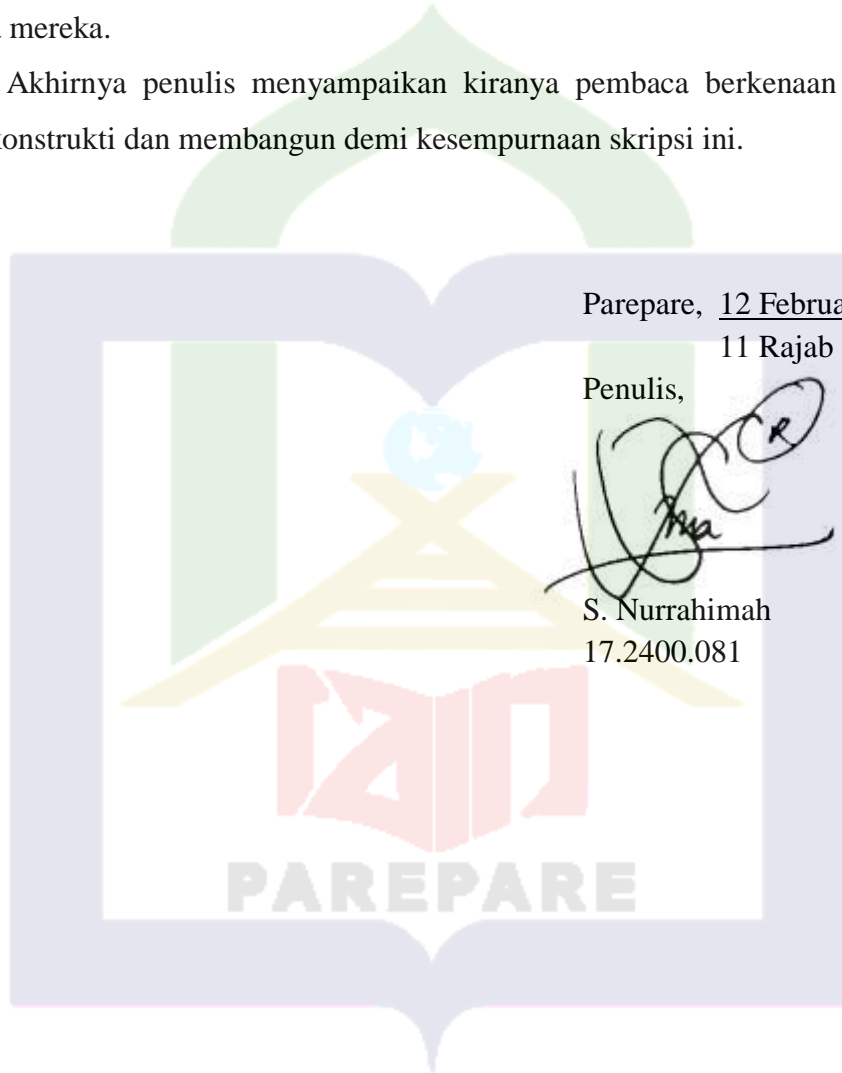 mereka.
Akhirnya penulis menyampaikan kiranya pembaca berkenaan
konstrukti dan membangun demi kesempurnaan skripsi ini.
Parepare, 12 Februa
11 Rajab
Penulis,
S. Nurrahimah
17.2400.081
PAREPARE